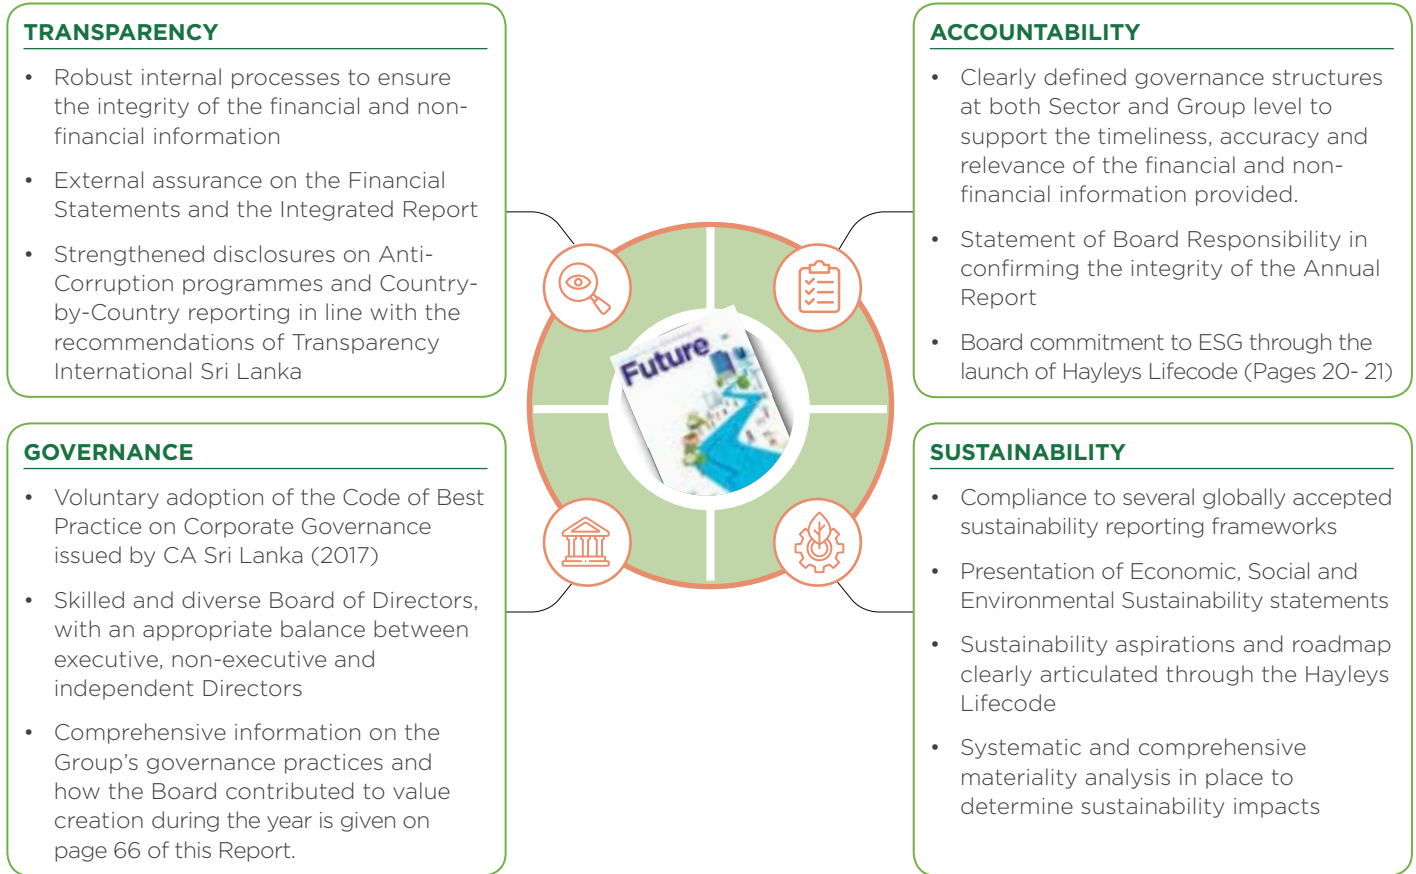 TRANSPARENCY
• Robust internal processes to ensure
the integrity of the financial and non-
financial information
• External assurance on the Financial
Statements and the Integrated Report
• Strengthened disclosures on Anti-
Corruption programmes and Country-
by-Country reporting in line with the
recommendations of Transparency
International Sri Lanka
ACCOUNTABILITY
• Clearly defined governance structures
at both Sector and Group level to
support the timeliness, accuracy and
relevance of the financial and non-
financial information provided.
• Statement of Board Responsibility in
confirming the integrity of the Annual
Report
• Board commitment to ESG through the
launch of Hayleys Lifecode (Pages 20- 21)
Future
GOVERNANCE
• Voluntary adoption of the Code of Best
Practice on Corporate Governance
issued by CA Sri Lanka (2017)
• Skilled and diverse Board of Directors,
with an appropriate balance between
executive, non-executive and
independent Directors
• Comprehensive information on the
Group’s governance practices and
how the Board contributed to value
creation during the year is given on
page 66 of this Report.
SUSTAINABILITY
• Compliance to several globally accepted
sustainability reporting frameworks
• Presentation of Economic, Social and
Environmental Sustainability statements
• Sustainability aspirations and roadmap
clearly articulated through the Hayleys
Lifecode
• Systematic and comprehensive
materiality analysis in place to
determine sustainability impacts